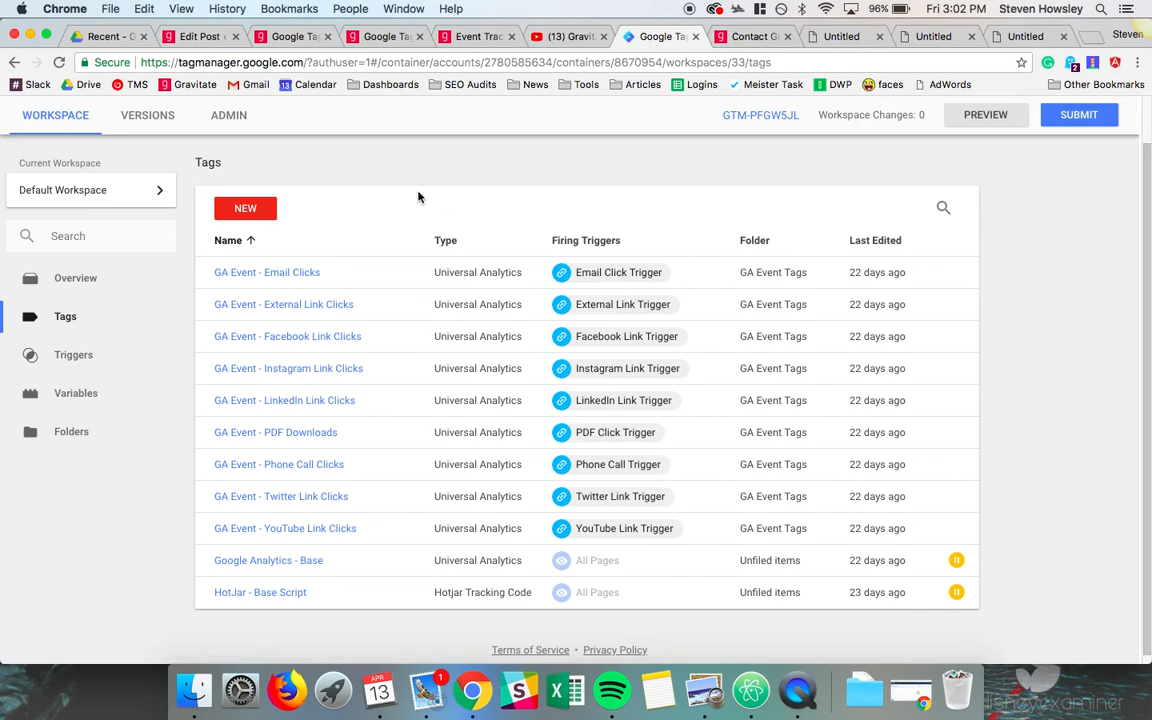 Chrome File Edit View History Bookmarks People Window Help 96% Fri 3:02 PM Steven Howsley
Recent - G Edit Post Google Ta Google Ta Event Trac (13) Gravit Google Ta Contact G Untitled Untitled Untitled Steven
Secure https://tagmanager.google.com/?authuser=1#/container/accounts/2780585634/containers/8670954/workspaces/33/tags 2
Slack Drive TMS Gravitate Gmail 13 Calendar Dashboards SEO Audits News Tools Articles Logins Meister Task DWP faces AdWords Other Bookmarks
WORKSPACE VERSIONS ADMIN GTM-PFGW5JL Workspace Changes: 0 PREVIEW SUBMIT
Current Workspace
Default Workspace
Search
Overview
Tags
Triggers
Variables
Folders
Tags
NEW
Name Type Firing Triggers Folder Last Edited
GA Event - Email Clicks Universal Analytics Email Click Trigger GA Event Tags 22 days ago
GA Event - External Link Clicks Universal Analytics External Link Trigger GA Event Tags 22 days ago
GA Event - Facebook Link Clicks Universal Analytics Facebook Link Trigger GA Event Tags 22 days ago
GA Event - Instagram Link Clicks Universal Analytics Instagram Link Trigger GA Event Tags 22 days ago
GA Event - LinkedIn Link Clicks Universal Analytics LinkedIn Link Trigger GA Event Tags 22 days ago
GA Event - PDF Downloads Universal Analytics PDF Click Trigger GA Event Tags 22 days ago
GA Event - Phone Call Clicks Universal Analytics Phone Call Trigger GA Event Tags 22 days ago
GA Event - Twitter Link Clicks Universal Analytics Twitter Link Trigger GA Event Tags 22 days ago
GA Event - YouTube Link Clicks Universal Analytics YouTube Link Trigger GA Event Tags 22 days ago
Google Analytics - Base Universal Analytics All Pages Unfiled items 22 days ago
HotJar - Base Script Hotjar Tracking Code All Pages Unfiled items 23 days ago
Terms of Service • Privacy Policy
APR
13
1
disneyexaminer